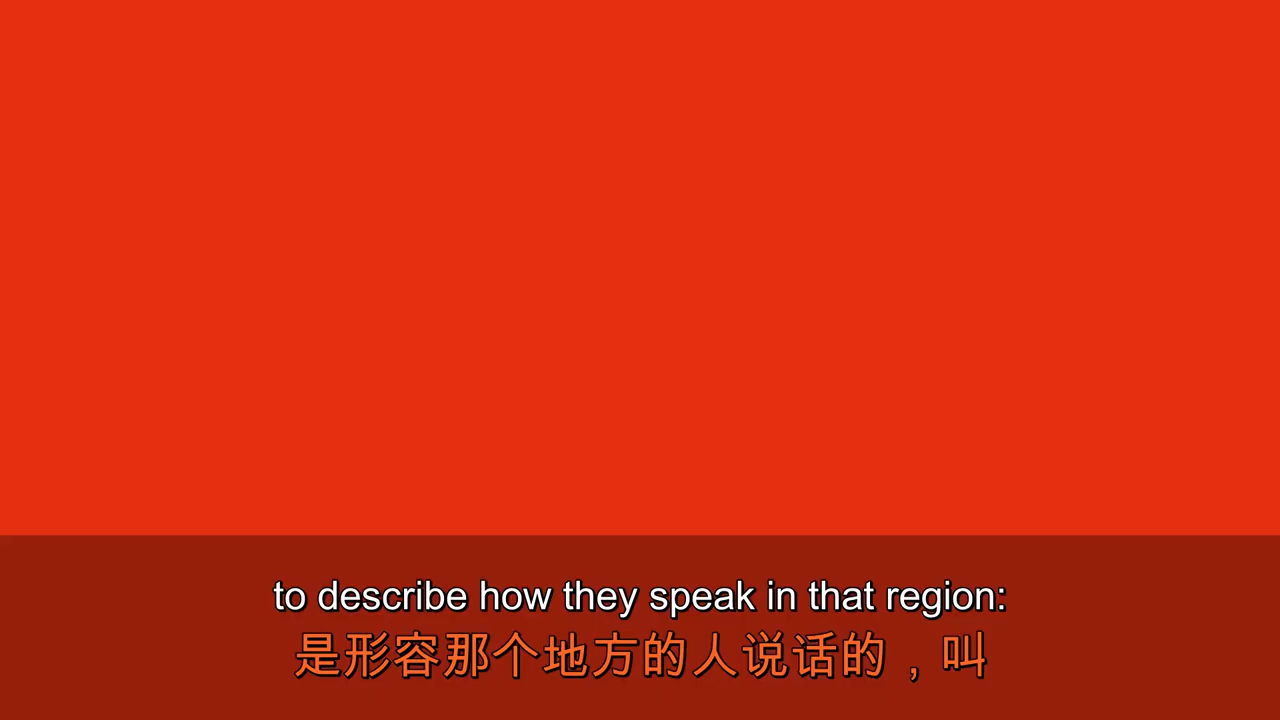 to describe how they speak in that region:
是形容那个地方的人说话的，叫